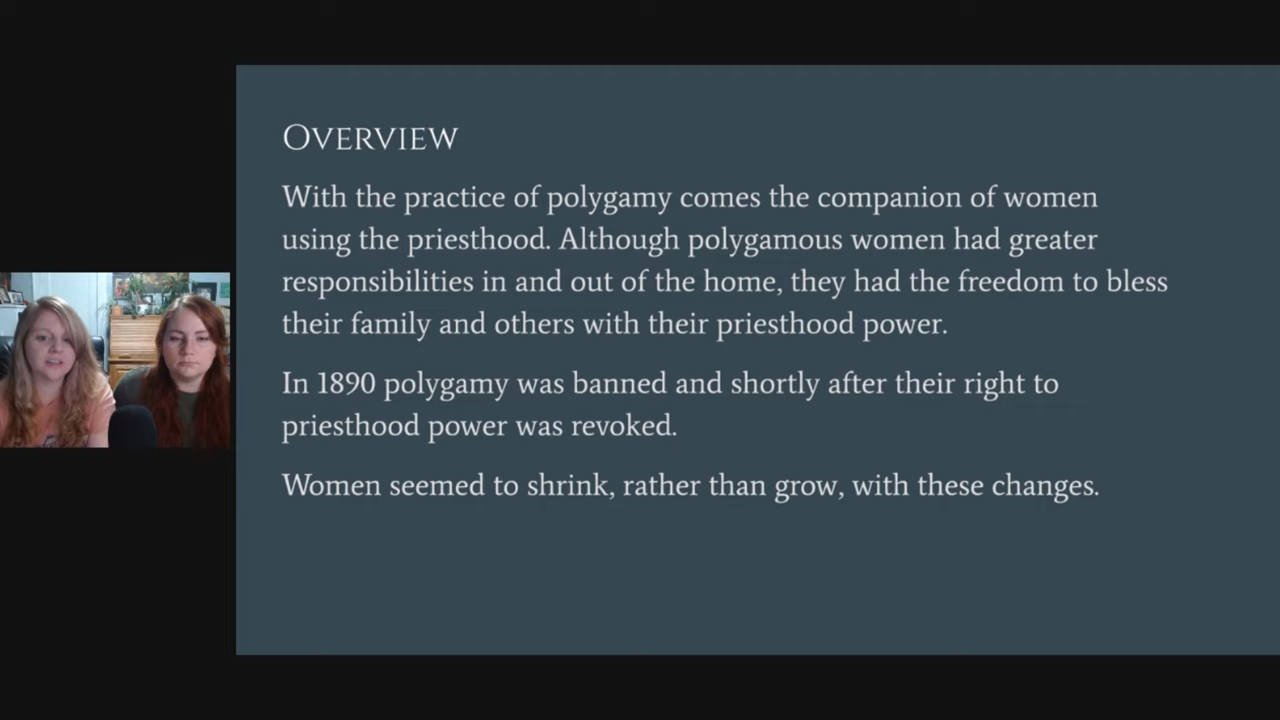 Overview
With the practice of polygamy comes the companion of women
using the priesthood. Although polygamous women had greater
responsibilities in and out of the home, they had the freedom to bless
their family and others with their priesthood power.
In 1890 polygamy was banned and shortly after their right to
priesthood power was revoked.
Women seemed to shrink, rather than grow, with these changes.